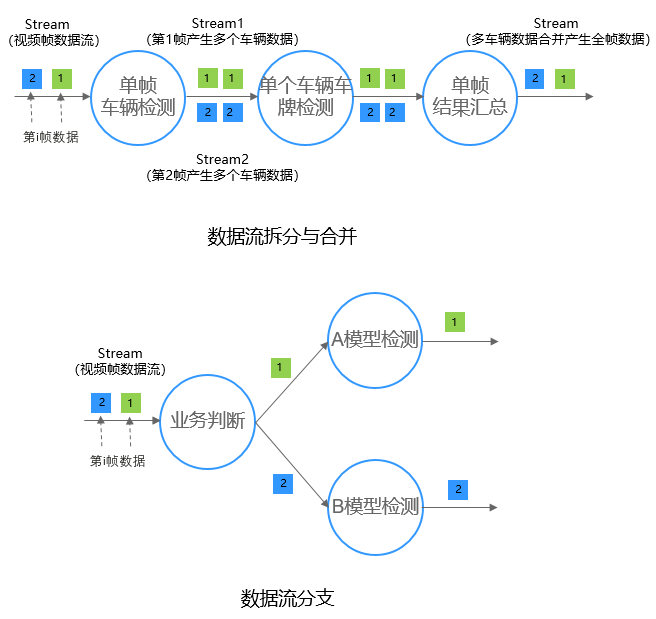 Stream
(视频帧数据流)
Stream1
(第1帧产生多个车辆数据)
Stream
(多车辆数据合并产生全帧数据)
2 1
单帧
车辆检测
第i帧数据
1 1
2 2
单个车辆车
牌检测
1 1
2 2
单帧
结果汇总
2 1
Stream2
(第2帧产生多个车辆数据)
数据流拆分与合并
Stream
(视频帧数据流)
2 1
第i帧数据
业务判断
1
A模型检测
1
2
B模型检测
2
数据流分支